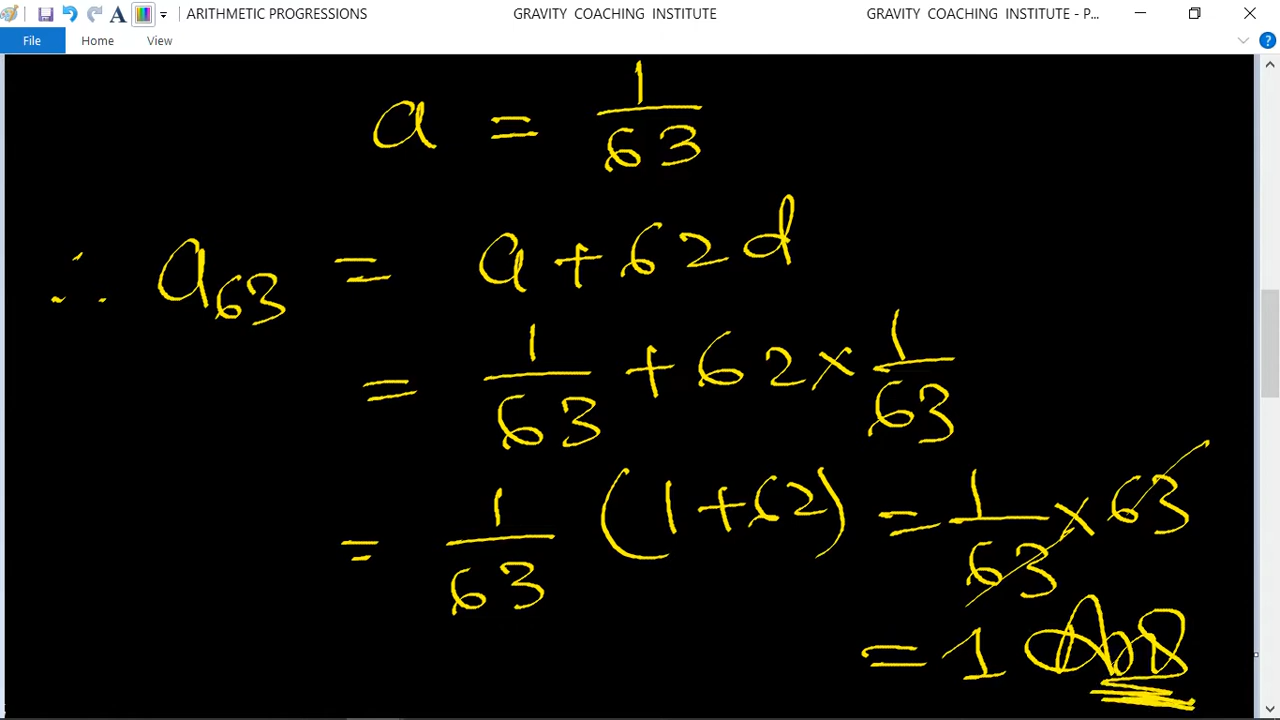 ARITHMETIC PROGRESSIONS GRAVITY COACHING INSTITUTE GRAVITY COACHING INSTITUTE - P...
File Home View
a = 1/63
∴ a₆₃ = a + 62d
= 1/63 + 62 × 1/63
= 1/63 (1 + 62) = 1/63 × 63
= 1 Ans